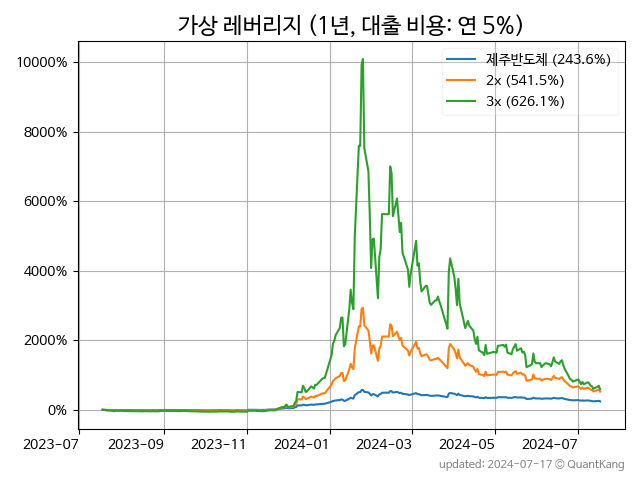 가상 레버리지 (1년, 대출 비용: 연 5%)
제주반도체 (243.6%)
2x (541.5%)
3x (626.1%)
10000%
8000%
6000%
4000%
2000%
0%
2023-07 2023-09 2023-11 2024-01 2024-03 2024-05 2024-07
updated: 2024-07-17 © QuantKang